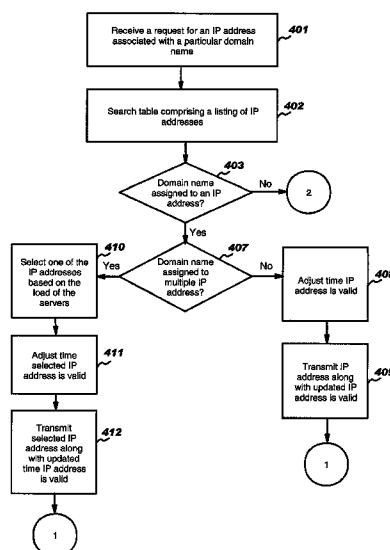 401
Receive a request for an IP address
associated with a particular domain
name
402
Search table comprising a listing of IP
addresses
403
Domain name
assigned to an IP
address?
No
2
Yes
407
Domain name
assigned to
multiple IP
address?
Yes
No
410
Select one of the
IP addresses
based on the
load of the
servers
408
Adjust time IP
address is valid
411
Adjust time
selected IP
address is valid
409
Transmit IP
address along
with updated IP
address is valid
1
412
Transmit
selected IP
address along
with updated
time IP address
is valid
1